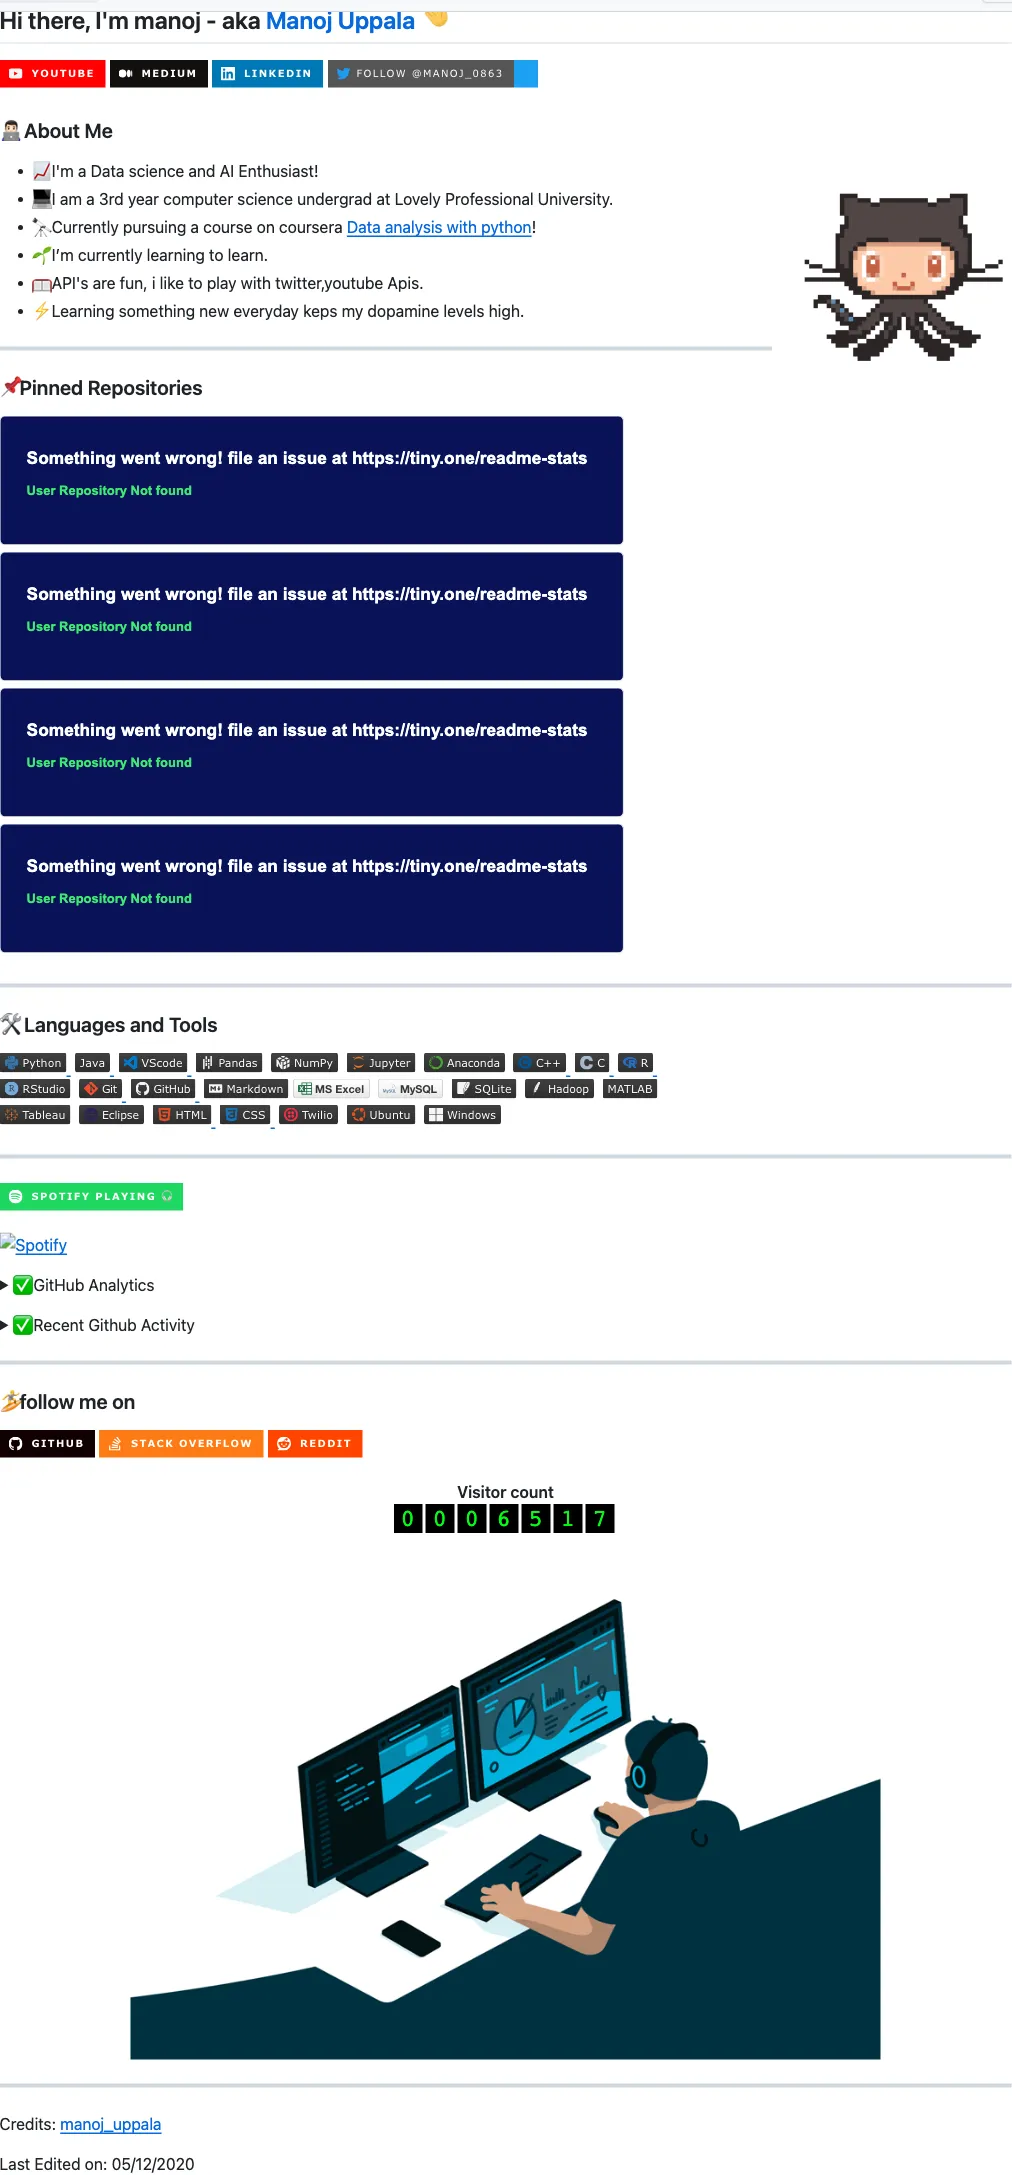 Hi there, I'm manoj - aka Manoj Uppala
YOUTUBE MEDIUM LINKEDIN FOLLOW @MANOJ_0863
About Me
I'm a Data science and AI Enthusiast!
I am a 3rd year computer science undergrad at Lovely Professional University.
Currently pursuing a course on coursera Data analysis with python!
I’m currently learning to learn.
API's are fun, i like to play with twitter,youtube Apis.
Learning something new everyday keps my dopamine levels high.
Pinned Repositories
Something went wrong! file an issue at https://tiny.one/readme-stats
User Repository Not found
Something went wrong! file an issue at https://tiny.one/readme-stats
User Repository Not found
Something went wrong! file an issue at https://tiny.one/readme-stats
User Repository Not found
Something went wrong! file an issue at https://tiny.one/readme-stats
User Repository Not found
Languages and Tools
Python Java VScode Pandas NumPy Jupyter Anaconda C++ C R
RStudio Git GitHub Markdown MS Excel MySQL SQLite Hadoop MATLAB
Tableau Eclipse HTML CSS Twilio Ubuntu Windows
SPOTIFY PLAYING
Spotify
GitHub Analytics
Recent Github Activity
follow me on
GITHUB STACK OVERFLOW REDDIT
Visitor count
0006517
Credits: manoj_uppala
Last Edited on: 05/12/2020